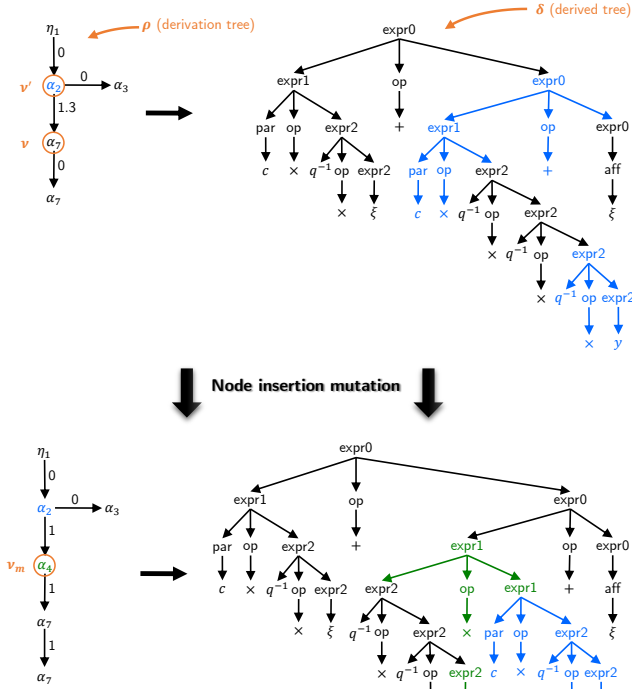 ρ (derivation tree)
δ (derived tree)
η₁
0
ν′ α₂ 0 α₃
1.3
ν α₇
0
α₇
expr0
expr1 op expr0
par op expr2 + expr1 op expr0
c × q⁻¹ op expr2 par op expr2 + aff
× ξ c × q⁻¹ op expr2 ξ
× q⁻¹ op expr2
× q⁻¹ op expr2
× y
Node insertion mutation
η₁
0
α₂ 0 α₃
1
νₘ α₄
1
α₇
1
α₇
expr0
expr1 op expr0
par op expr2 + expr1 op expr0
c × q⁻¹ op expr2 expr2 op expr1 + aff
× ξ q⁻¹ op expr2 × par op expr2 ξ
× q⁻¹ op expr2 c × q⁻¹ op expr2